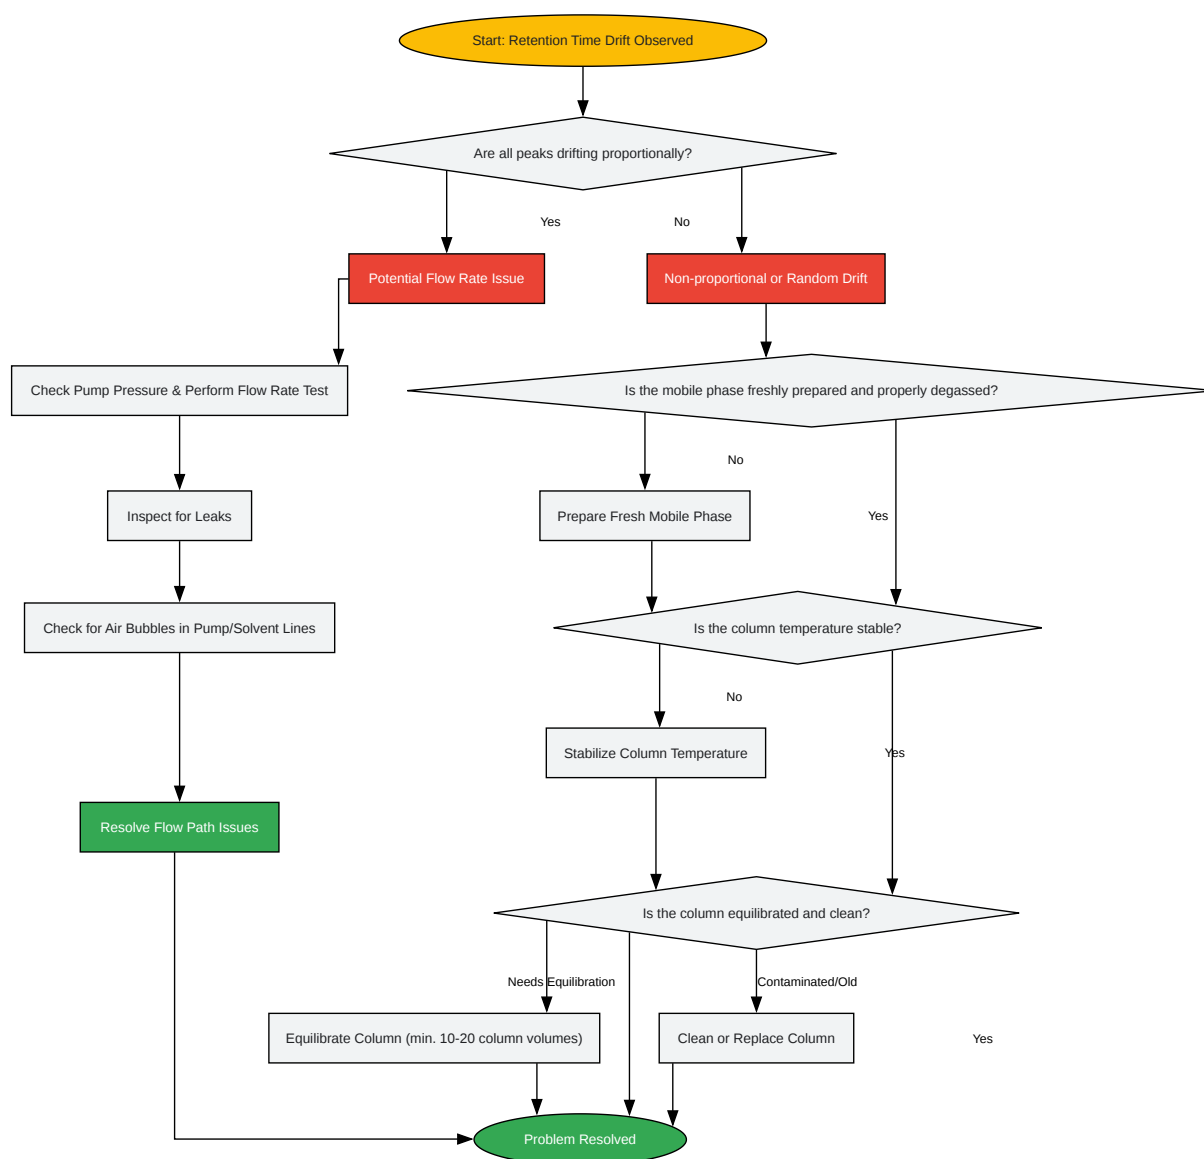 Start: Retention Time Drift Observed
Are all peaks drifting proportionally?
Yes
No
Potential Flow Rate Issue
Non-proportional or Random Drift
Check Pump Pressure & Perform Flow Rate Test
Is the mobile phase freshly prepared and properly degassed?
No
Inspect for Leaks
Prepare Fresh Mobile Phase
Yes
Check for Air Bubbles in Pump/Solvent Lines
Is the column temperature stable?
No
Stabilize Column Temperature
Yes
Resolve Flow Path Issues
Is the column equilibrated and clean?
Needs Equilibration
Contaminated/Old
Equilibrate Column (min. 10-20 column volumes)
Clean or Replace Column
Yes
Problem Resolved